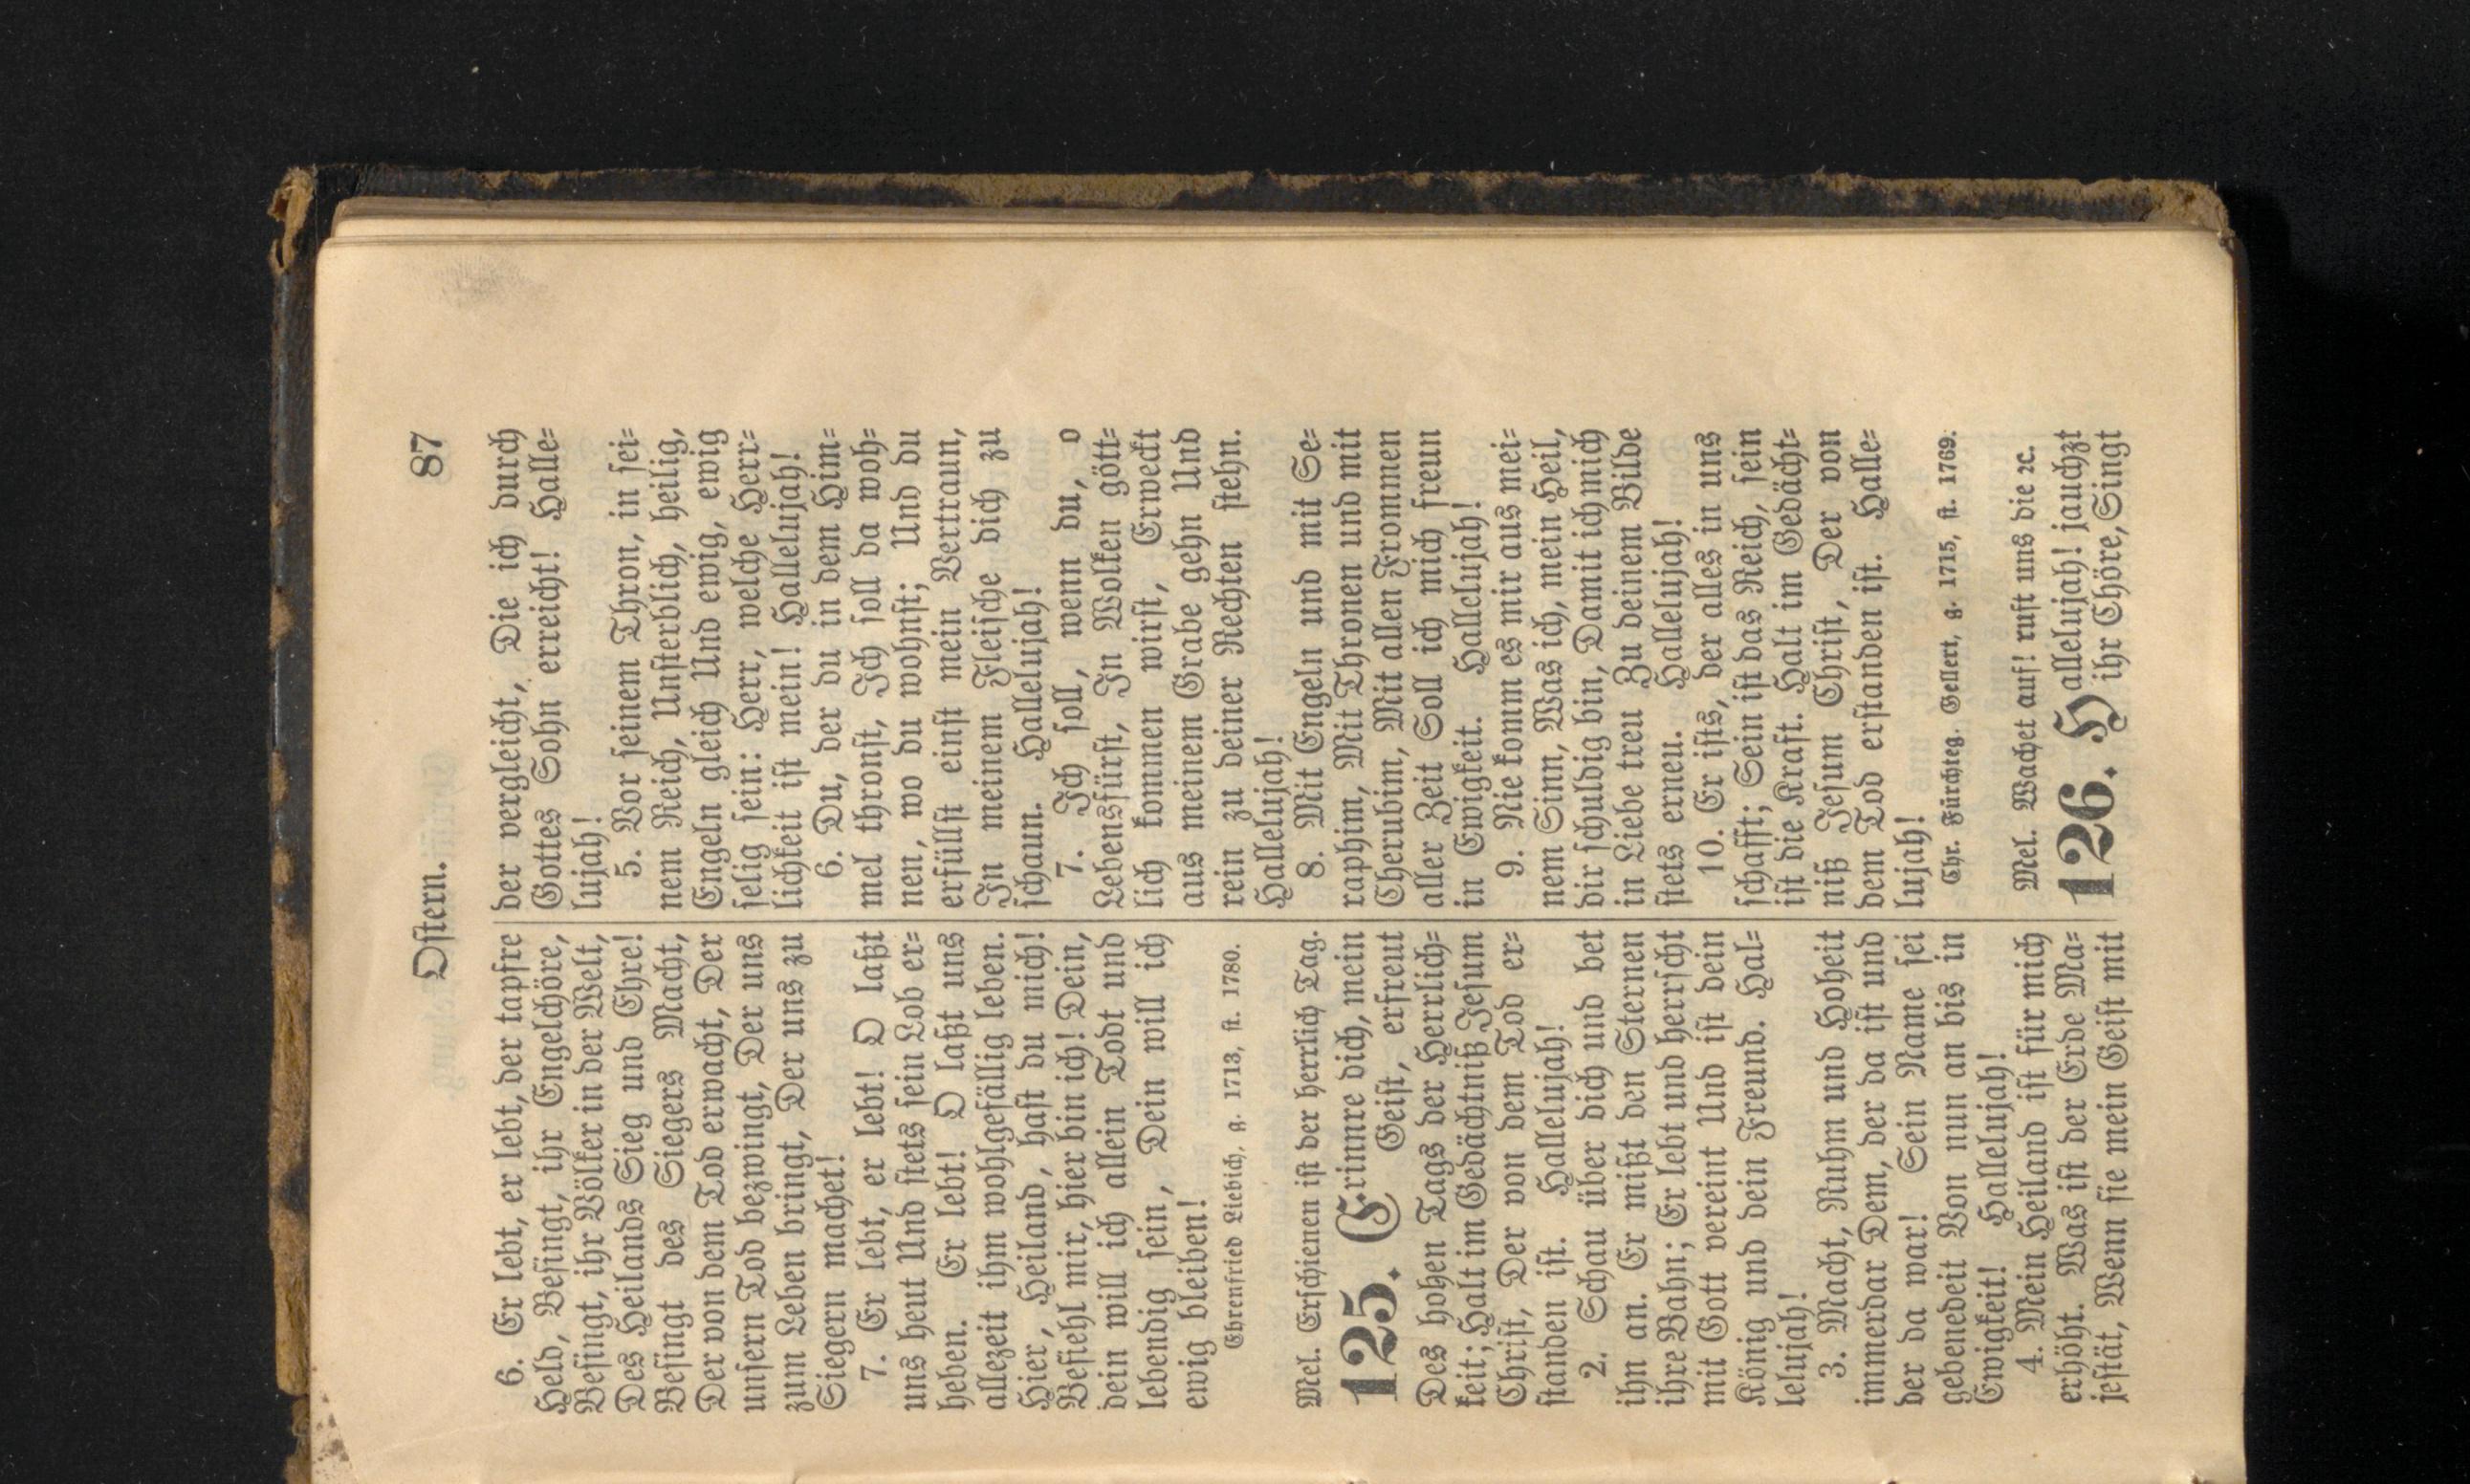 Ostern.
87
6. Er lebt, er lebt, der tapfre
Held, Besingt, ihr Engelchöre,
Besingt, ihr Völker in der Welt,
Des Heilands Sieg und Ehre!
Besingt des Siegers Macht,
Der von dem Tod erwacht, Der
unsern Tod bezwingt, Der uns
zum Leben bringt, Der uns zu
Siegern machet!
7. Er lebt, er lebt! O laßt
uns heut Und stets sein Lob er=
heben. Er lebt! O laßt uns
allezeit ihm wohlgefällig leben.
Hier, Heiland, hast du mich!
Befiehl mir, hier bin ich! Dein,
dein will ich allein Todt und
lebendig sein, Dein will ich
ewig bleiben!
Ehrenfried Liebich, g. 1713, st. 1780.
Mel. Erschienen ist der herrlich Tag.
125. Erinnre dich, mein
Geist, erfreut
Des hohen Tags der Herrlich=
keit; Halt im Gedächtniß Jesum
Christ, Der von dem Tod er=
standen ist. Hallelujah!
2. Schau über dich und bet
ihn an. Er mißt den Sternen
ihre Bahn; Er lebt und herrscht
mit Gott vereint Und ist dein
König und dein Freund. Hal=
lelujah!
3. Macht, Ruhm und Hoheit
immerdar Dem, der da ist und
der da war! Sein Name sei
gebenedeit Von nun an bis in
Ewigkeit! Hallelujah!
4. Mein Heiland ist für mich
erhöht. Was ist der Erde Ma=
jestät, Wenn sie mein Geist mit
der vergleicht, Die ich durch
Gottes Sohn erreicht! Halle=
lujah!
5. Vor seinem Thron, in sei=
nem Reich, Unsterblich, heilig,
Engeln gleich Und ewig, ewig
selig sein: Herr, welche Herr=
lichkeit ist mein! Hallelujah!
6. Du, der du in dem Him=
mel thronst, Ich soll da woh=
nen, wo du wohnst; Und du
erfüllst einst mein Vertraun,
In meinem Fleische dich zu
schaun. Hallelujah!
7. Ich soll, wenn du, o
Lebensfürst, In Wolken gött=
lich kommen wirst, Erweckt
aus meinem Grabe gehn Und
rein zu deiner Rechten stehn.
Hallelujah!
8. Mit Engeln und mit Se=
raphim, Mit Thronen und mit
Cherubim, Mit allen Frommen
aller Zeit Soll ich mich freun
in Ewigkeit. Hallelujah!
9. Nie komm es mir aus mei=
nem Sinn, Was ich, mein Heil,
dir schuldig bin, Damit ich mich
in Liebe treu Zu deinem Bilde
stets erneu. Hallelujah!
10. Er ists, der alles in uns
schafft; Sein ist das Reich, sein
ist die Kraft. Halt im Gedächt=
niß Jesum Christ, Der von
dem Tod erstanden ist. Halle=
lujah!
Chr. Fürchteg. Gellert, g. 1715, st. 1769.
Mel. Wachet auf! ruft uns die ꝛc.
126. Hallelujah! jauchzt
ihr Chöre, Singt